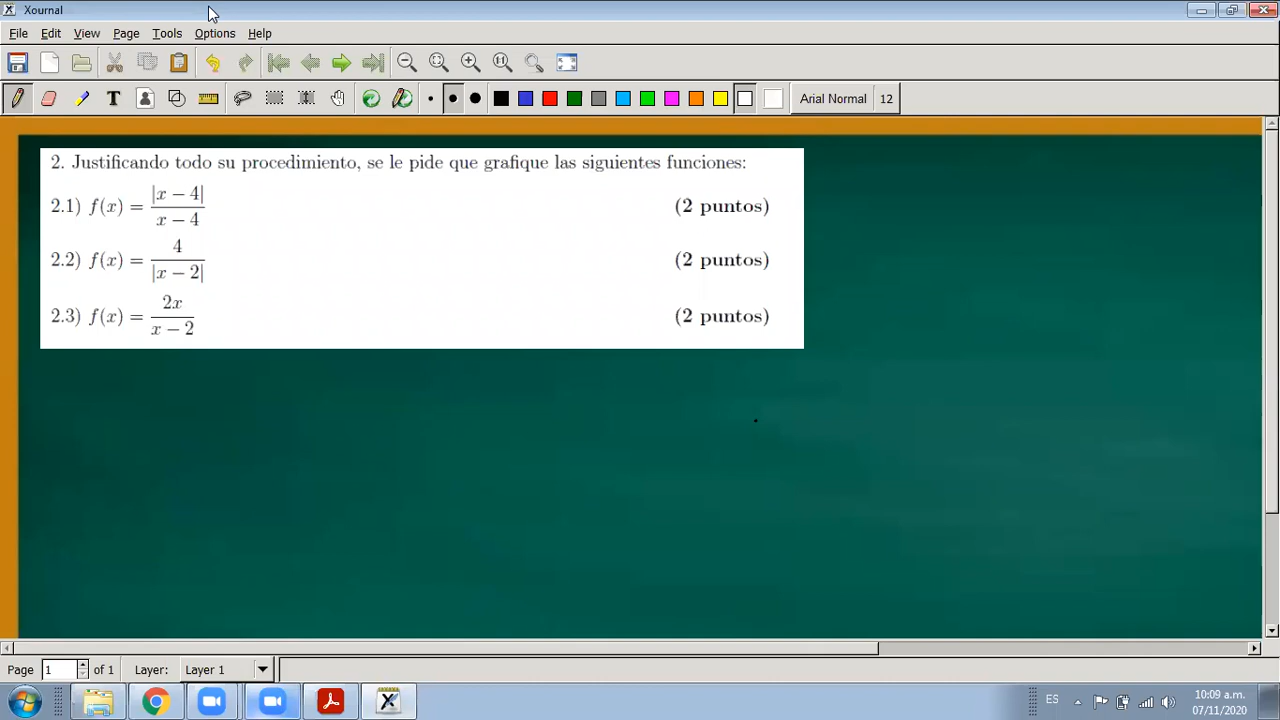 Xournal
File Edit View Page Tools Options Help
Arial Normal 12
2. Justificando todo su procedimiento, se le pide que grafique las siguientes funciones:
2.1) f(x) = |x − 4| / (x − 4) (2 puntos)
2.2) f(x) = 4 / |x − 2| (2 puntos)
2.3) f(x) = 2x / (x − 2) (2 puntos)
Page 1 of 1 Layer: Layer 1
ES 10:09 a.m.
07/11/2020